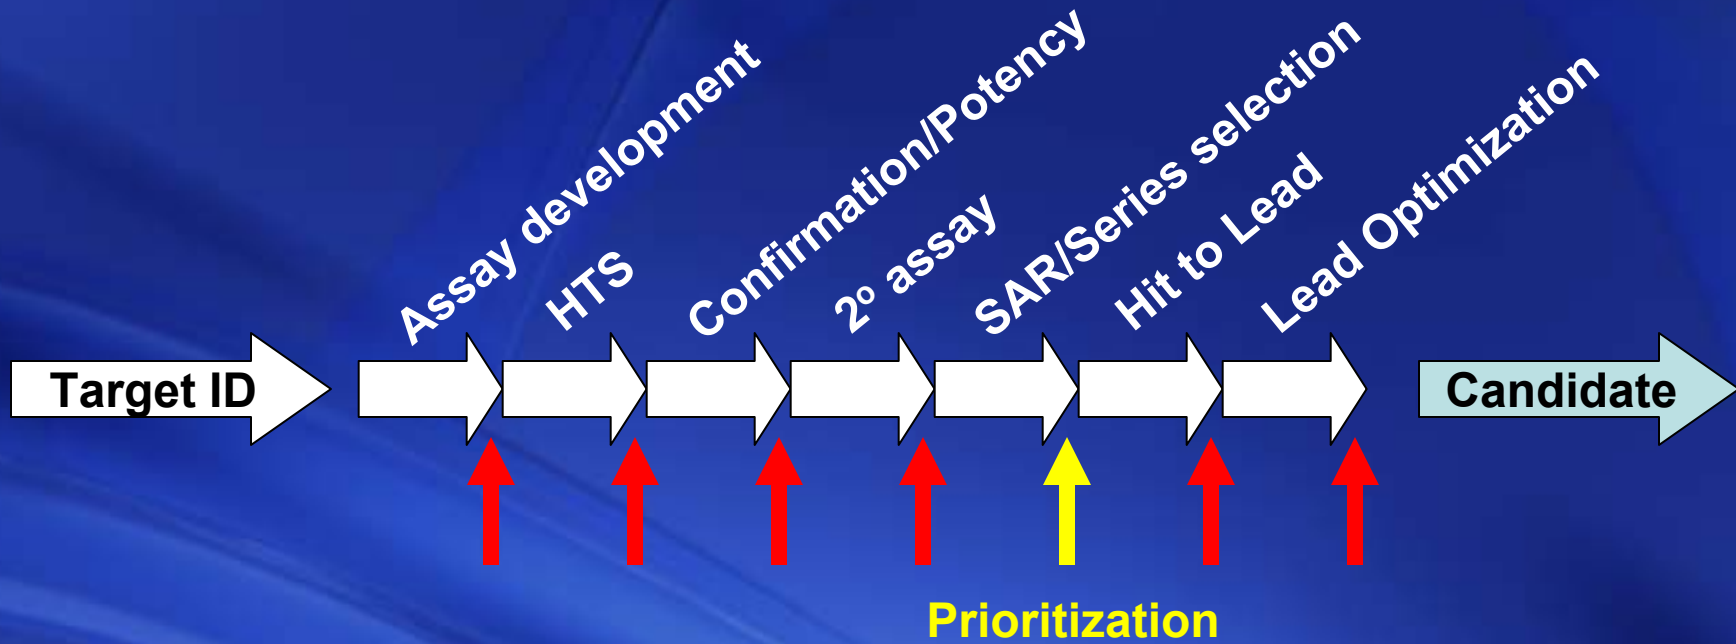 Assay development
HTS
Confirmation/Potency
2º assay
SAR/Series selection
Hit to Lead
Lead Optimization
Target ID
Candidate
Prioritization